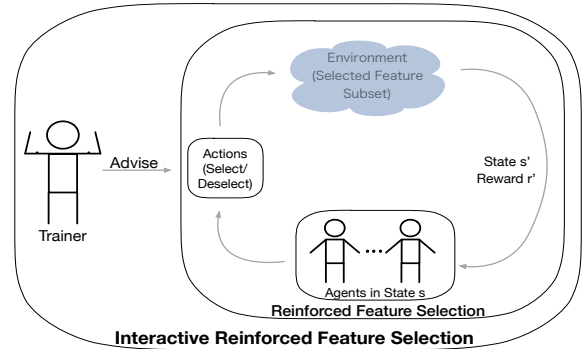 Environment
(Selected Feature
Subset)
Actions
(Select/
Deselect)
Advise
State s’
Reward r’
Trainer
Agents in State s
Reinforced Feature Selection
Interactive Reinforced Feature Selection